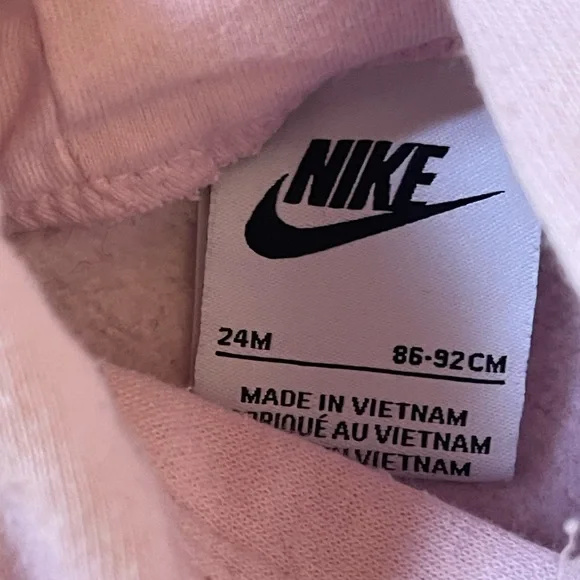 NIKE
24M 86-92CM
MADE IN VIETNAM
AU VIETNAM
VIETNAM